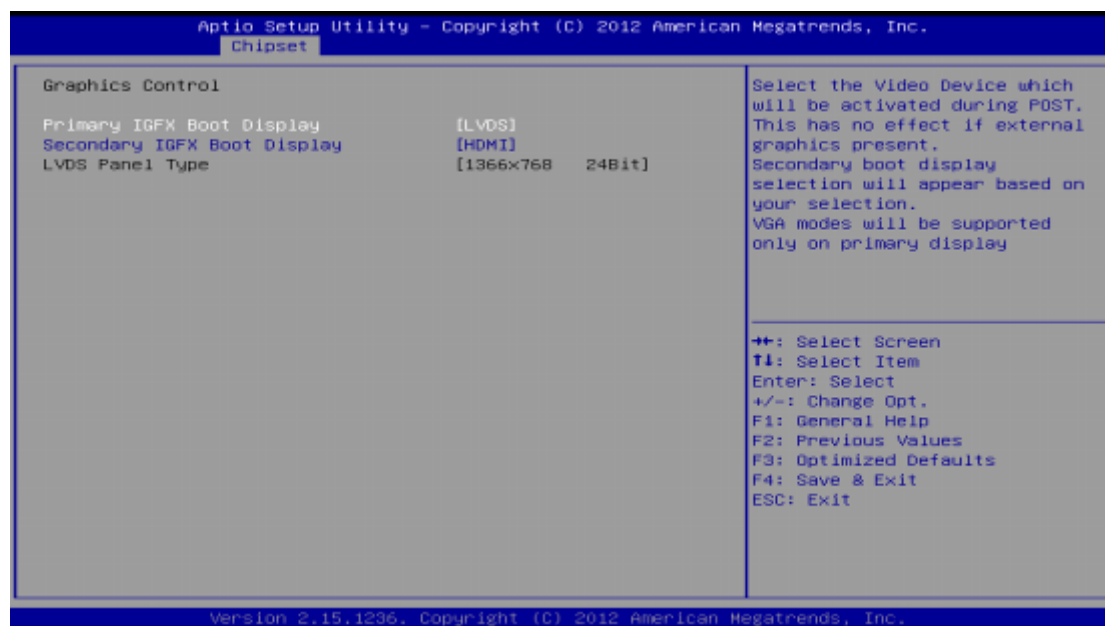 Aptio Setup Utility – Copyright (C) 2012 American Megatrends, Inc.
Chipset
Graphics Control
Primary IGFX Boot Display [LVDS]
Secondary IGFX Boot Display [HDMI]
LVDS Panel Type [1366x768 24Bit]
Select the Video Device which
will be activated during POST.
This has no effect if external
graphics present.
Secondary boot display
selection will appear based on
your selection.
VGA modes will be supported
only on primary display
→←: Select Screen
↑↓: Select Item
Enter: Select
+/-: Change Opt.
F1: General Help
F2: Previous Values
F3: Optimized Defaults
F4: Save & Exit
ESC: Exit
Version 2.15.1236. Copyright (C) 2012 American Megatrends, Inc.